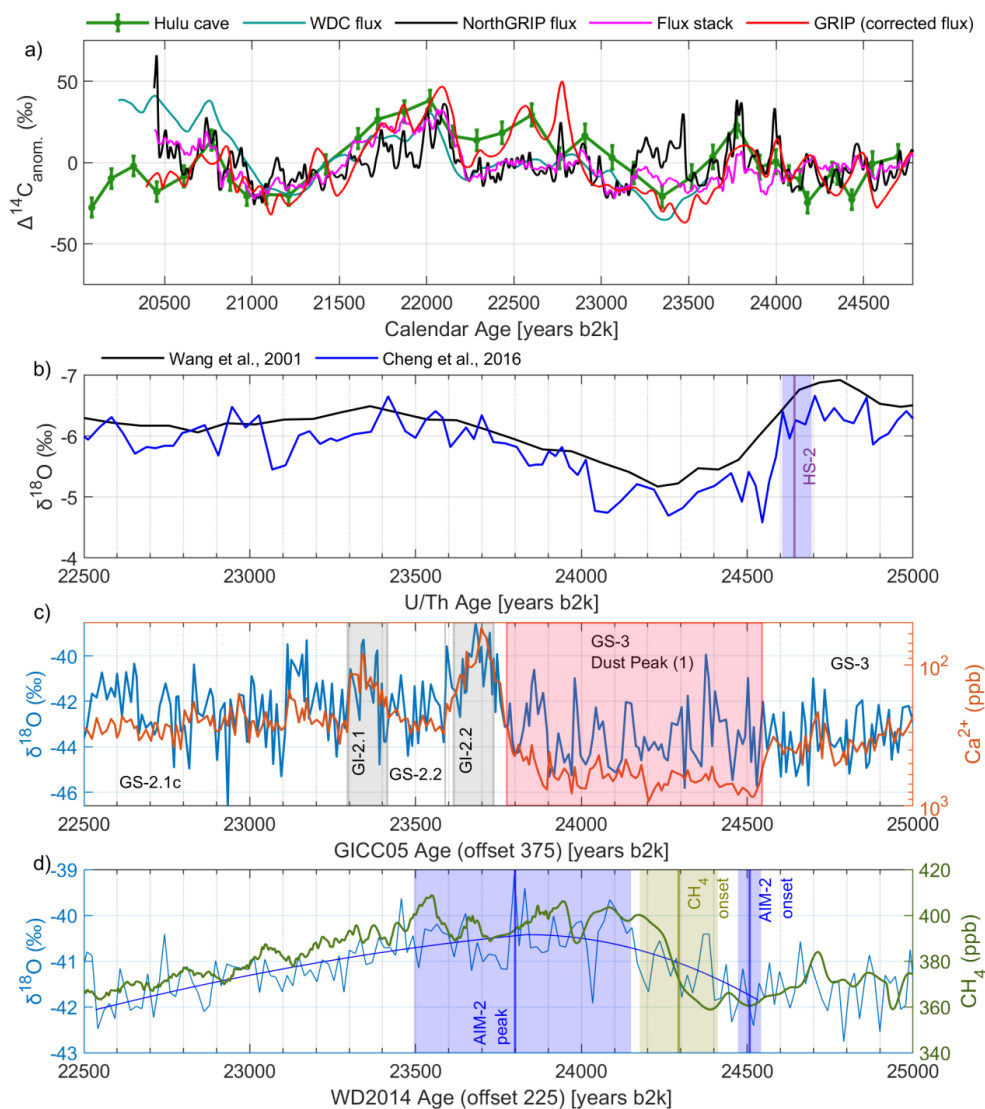 Hulu cave WDC flux NorthGRIP flux Flux stack GRIP (corrected flux)
a)
Δ¹⁴C anom. (‰)
50
0
-50
20500 21000 21500 22000 22500 23000 23500 24000 24500
Calendar Age [years b2k]
Wang et al., 2001 Cheng et al., 2016
b)
δ¹⁸O (‰)
-7
-6
-5
-4
HS-2
22500 23000 23500 24000 24500 25000
U/Th Age [years b2k]
c)
δ¹⁸O (‰)
-40
-42
-44
-46
GS-2.1c
GI-2.1
GS-2.2
GI-2.2
GS-3
Dust Peak (1)
GS-3
10²
10³
Ca²⁺ (ppb)
22500 23000 23500 24000 24500 25000
GICC05 Age (offset 375) [years b2k]
d)
δ¹⁸O (‰)
-39
-40
-41
-42
-43
AIM-2
peak
CH₄
onset
AIM-2
onset
420
400
380
360
340
CH₄ (ppb)
22500 23000 23500 24000 24500 25000
WD2014 Age (offset 225) [years b2k]